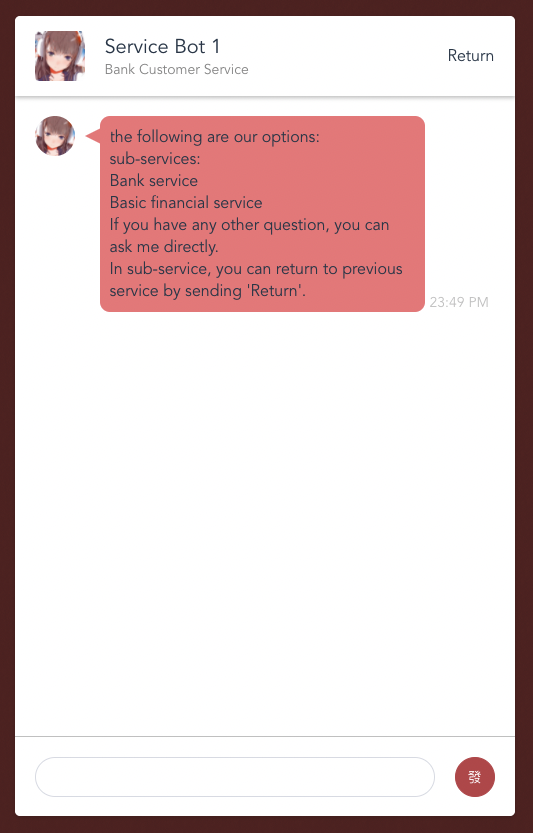 Service Bot 1
Bank Customer Service
Return
the following are our options:
sub-services:
Bank service
Basic financial service
If you have any other question, you can
ask me directly.
In sub-service, you can return to previous
service by sending 'Return'.
23:49 PM
發